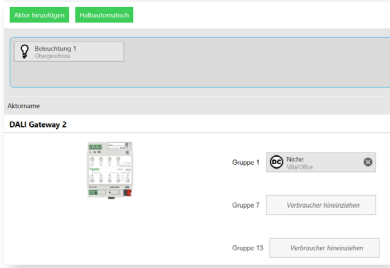 Aktor hinzufügen Halbautomatisch
Beleuchtung 1
Obergeschoss
Aktorname
DALI Gateway 2
Gruppe 1 DC Niche
Villa/Office
Gruppe 7 Verbraucher hineinziehen
Gruppe 13 Verbraucher hineinziehen